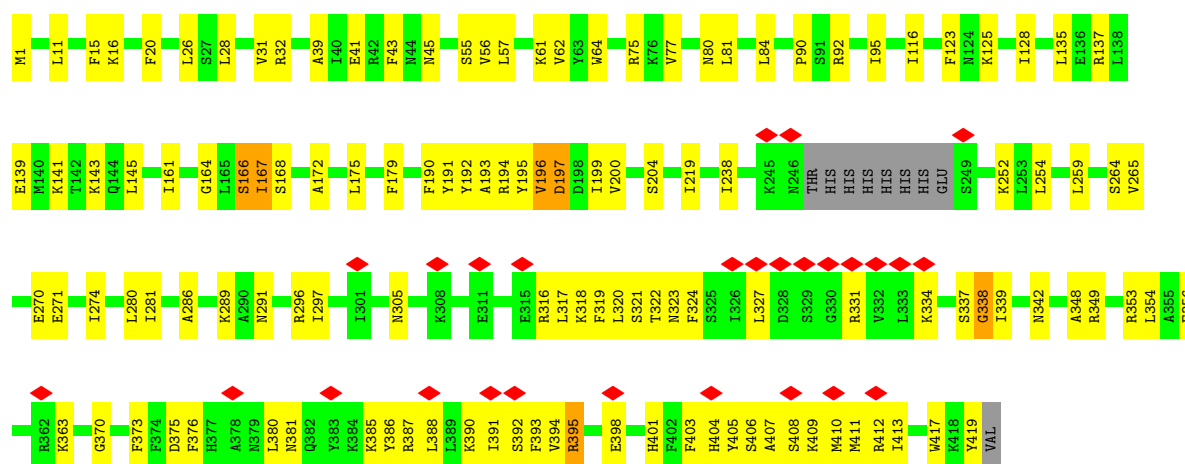 M1 L11 F15 K16 F20 L26 S27 L28 V31 R32 A39 I40 E41 R42 F43 N44 N45 S55 V56 L57 K61 V62 Y63 W64 R75 K76 V77 N80 L81 L84 P90 S91 R92 I95 I116 F123 N124 K125 I128 L135 E136 R137 L138
E139 M140 K141 T142 K143 Q144 L145 I161 G164 L165 S166 I167 S168 A172 L175 F179 F190 Y191 Y192 A193 R194 Y195 V196 D197 D198 I199 V200 S204 I219 I238 K245 N246 THR HIS HIS HIS HIS HIS HIS GLU S249 K252 L253 L254 L259 S264 V265
E270 E271 I274 L280 I281 A286 K289 A290 N291 R296 I297 I301 N305 K308 E311 E315 R316 L317 K318 F319 L320 S321 T322 N323 F324 S325 I326 L327 D328 S329 G330 R331 V332 L333 K334 S337 G338 I339 N342 A348 R349 R353 L354 A355
R362 K363 G370 F373 F374 D375 F376 H377 A378 N379 L380 N381 Q382 Y383 K384 K385 Y386 R387 L388 L389 K390 I391 S392 F393 V394 R395 E398 H401 F402 F403 H404 Y405 S406 A407 S408 K409 M410 M411 R412 I413 W417 K418 Y419 VAL